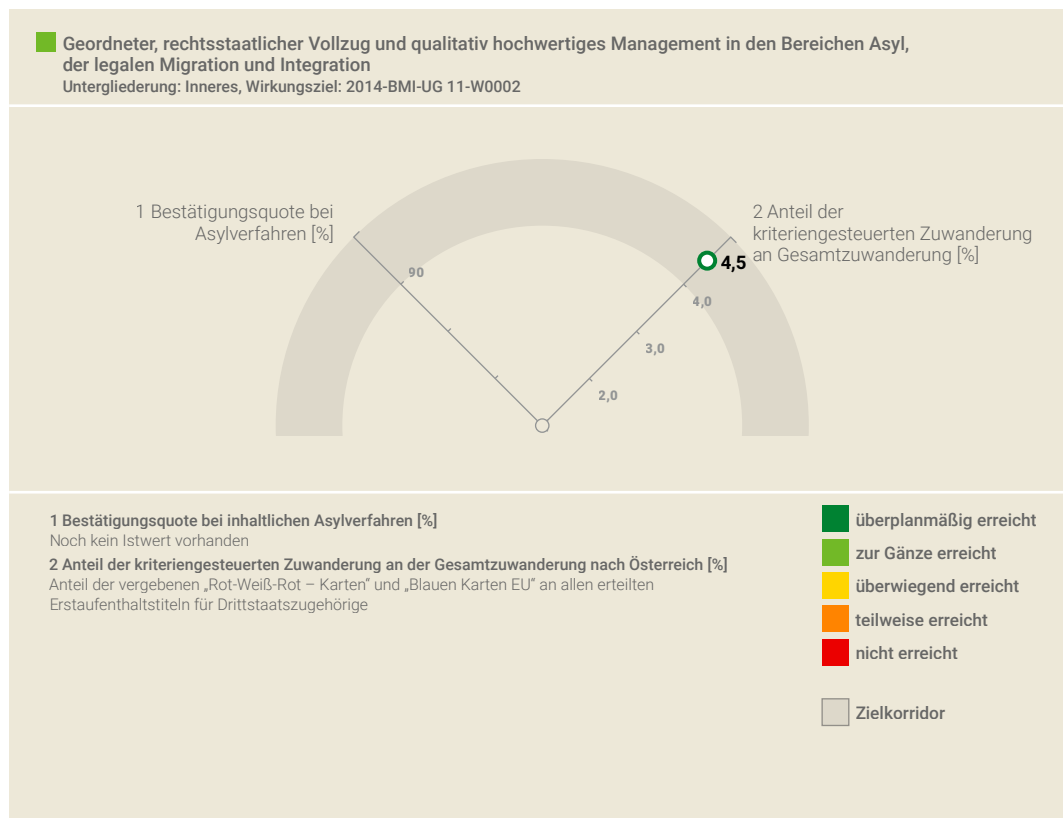 Geordneter, rechtsstaatlicher Vollzug und qualitativ hochwertiges Management in den Bereichen Asyl,
der legalen Migration und Integration
Untergliederung: Inneres, Wirkungsziel: 2014-BMI-UG 11-W0002
1 Bestätigungsquote bei
Asylverfahren [%]
2 Anteil der
kriteriengesteuerten Zuwanderung
an Gesamtzuwanderung [%]
90
4,5
4,0
3,0
2,0
1 Bestätigungsquote bei inhaltlichen Asylverfahren [%]
Noch kein Istwert vorhanden
2 Anteil der kriteriengesteuerten Zuwanderung an der Gesamtzuwanderung nach Österreich [%]
Anteil der vergebenen „Rot-Weiß-Rot – Karten“ und „Blauen Karten EU“ an allen erteilten
Erstaufenthaltstiteln für Drittstaatszugehörige
überplanmäßig erreicht
zur Gänze erreicht
überwiegend erreicht
teilweise erreicht
nicht erreicht
Zielkorridor